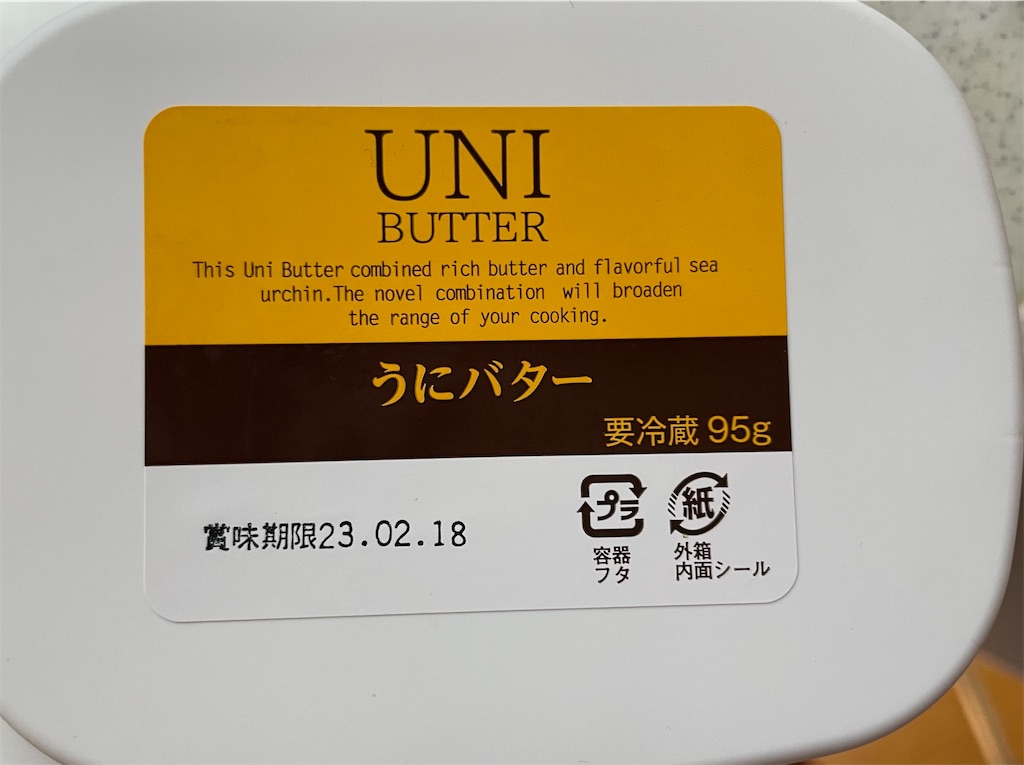 UNI
BUTTER
This Uni Butter combined rich butter and flavorful sea
urchin.The novel combination will broaden
the range of your cooking.
うにバター
要冷蔵 95g
賞味期限23.02.18
プラ
容器
フタ
紙
外箱
内面シール